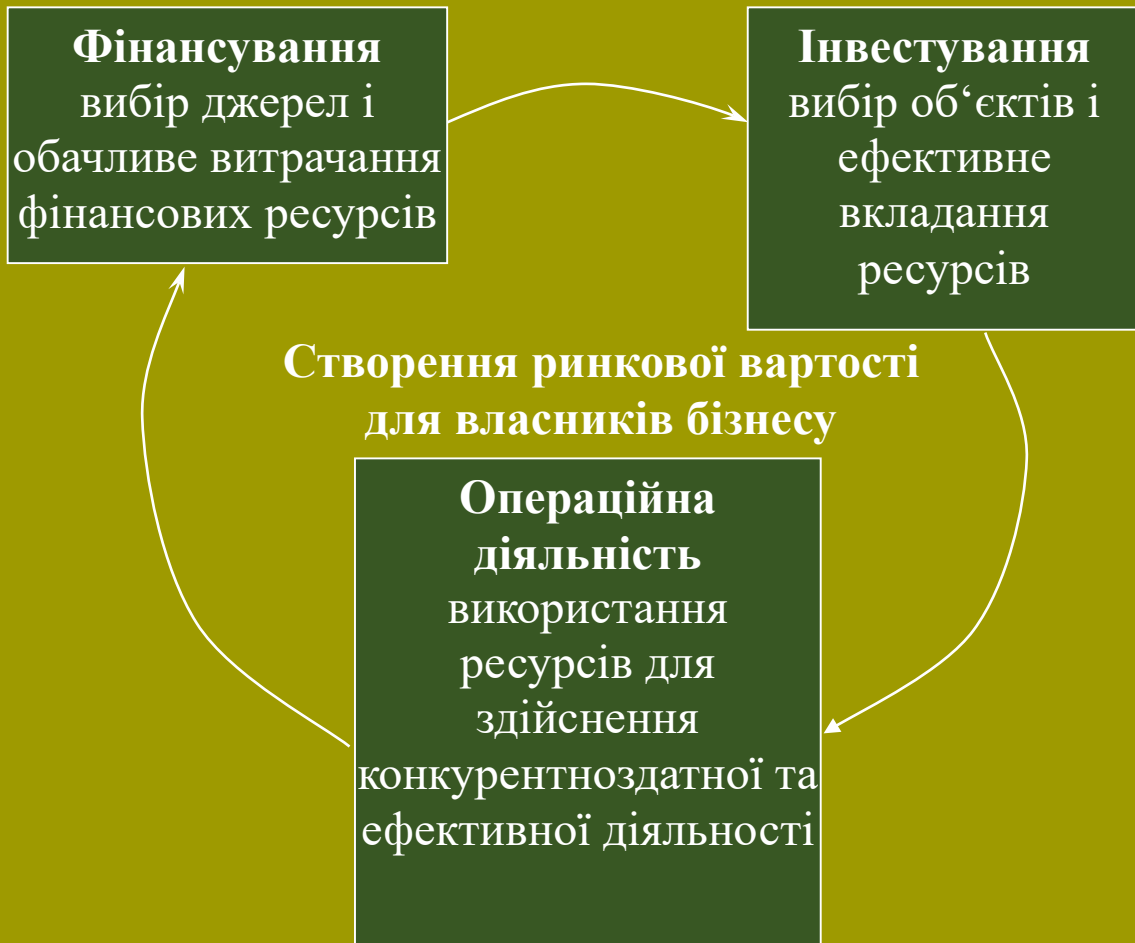 Фінансування
вибір джерел і
обачливе витрачання
фінансових ресурсів
Інвестування
вибір об‘єктів і
ефективне
вкладання
ресурсів
Створення ринкової вартості
для власників бізнесу
Операційна
діяльність
використання
ресурсів для
здійснення
конкурентноздатної та
ефективної діяльності